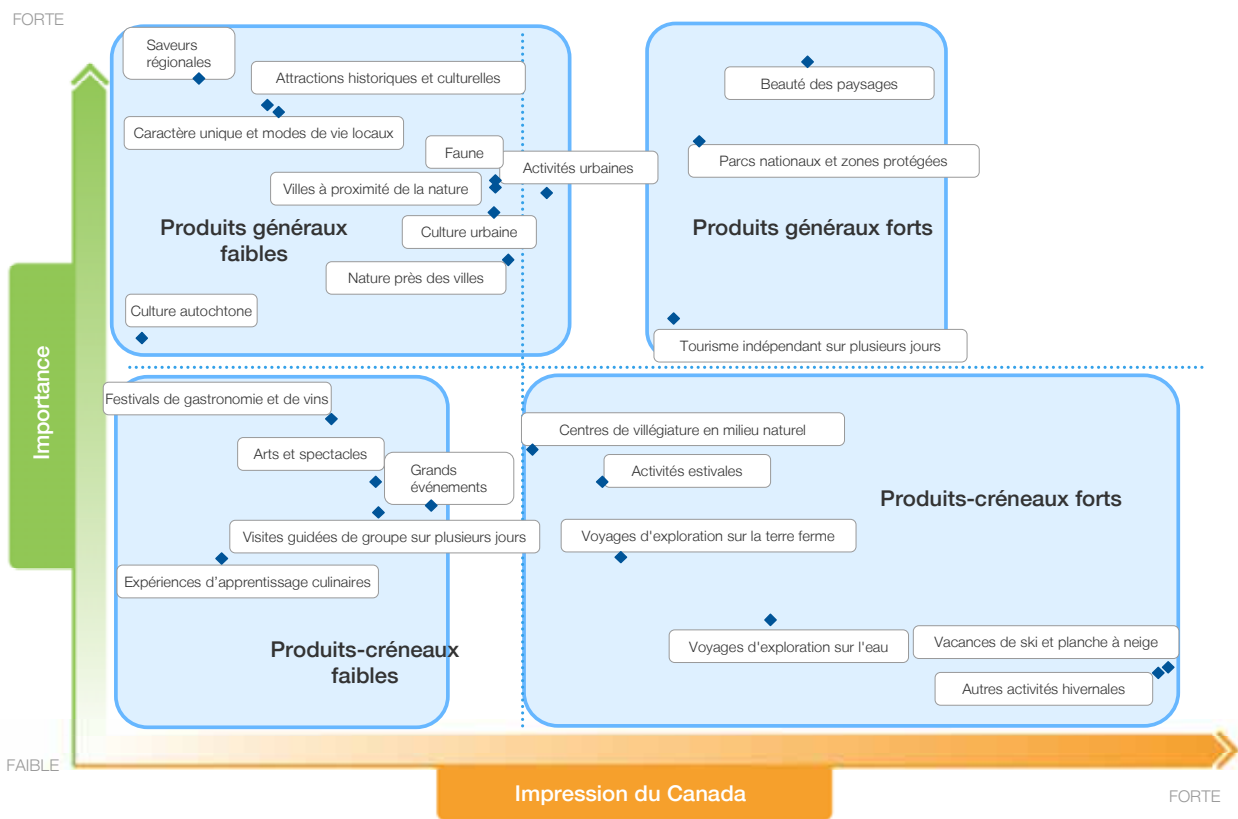 FORTE
Saveurs
régionales
Attractions historiques et culturelles
Beauté des paysages
Caractère unique et modes de vie locaux
Faune
Activités urbaines
Parcs nationaux et zones protégées
Villes à proximité de la nature
Produits généraux
faibles
Culture urbaine
Produits généraux forts
Nature près des villes
Culture autochtone
Tourisme indépendant sur plusieurs jours
Importance
Festivals de gastronomie et de vins
Centres de villégiature en milieu naturel
Arts et spectacles
Grands
événements
Activités estivales
Produits-créneaux forts
Visites guidées de groupe sur plusieurs jours
Voyages d'exploration sur la terre ferme
Expériences d’apprentissage culinaires
Produits-créneaux
faibles
Voyages d'exploration sur l'eau
Vacances de ski et planche à neige
Autres activités hivernales
FAIBLE
Impression du Canada
FORTE